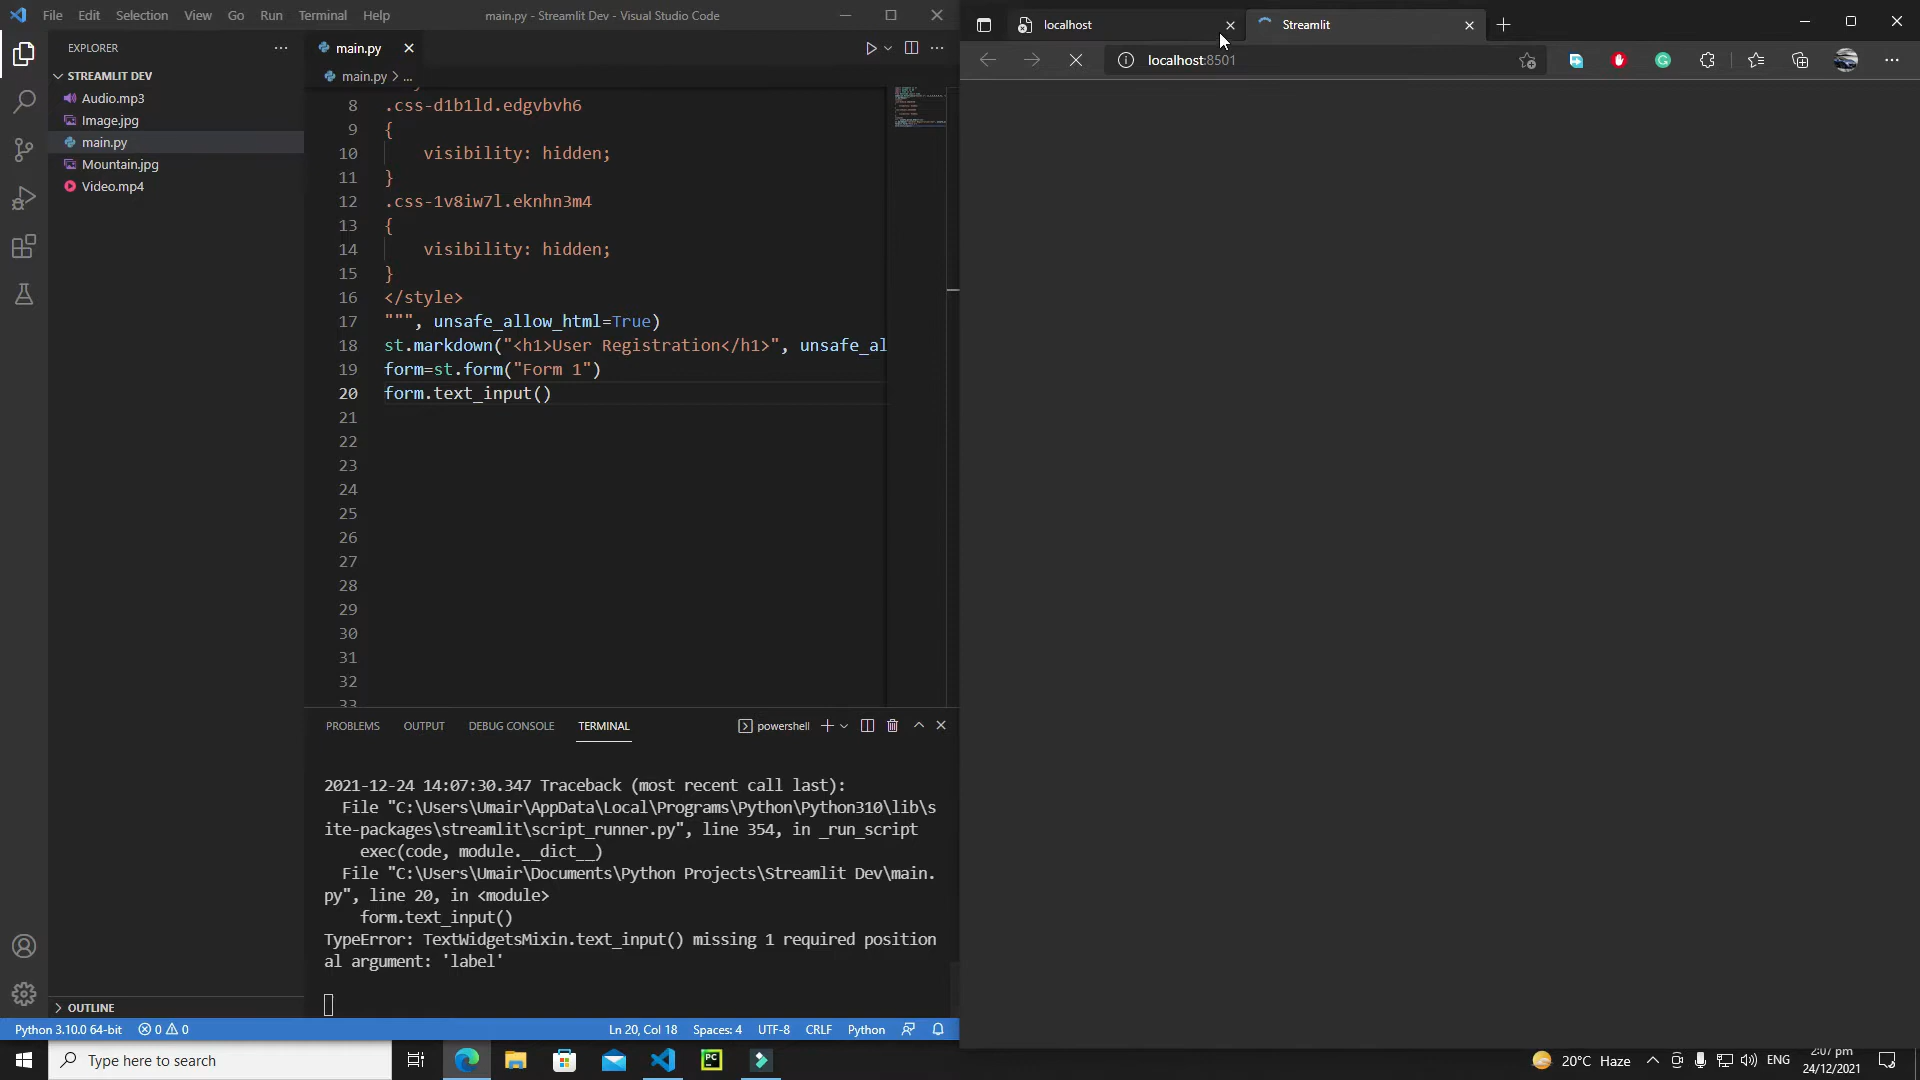 File Edit Selection View Go Run Terminal Help main.py - Streamlit Dev - Visual Studio Code
localhost Streamlit
localhost:8501
EXPLORER
STREAMLIT DEV
Audio.mp3
Image.jpg
main.py
Mountain.jpg
Video.mp4
OUTLINE
main.py
main.py > ...
8 .css-d1b1ld.edgvbvh6
9 {
10 visibility: hidden;
11 }
12 .css-1v8iw7l.eknhn3m4
13 {
14 visibility: hidden;
15 }
16 </style>
17 """, unsafe_allow_html=True)
18 st.markdown("<h1>User Registration</h1>", unsafe_al
19 form=st.form("Form 1")
20 form.text_input()
21
22
23
24
25
26
27
28
29
30
31
32
33
PROBLEMS OUTPUT DEBUG CONSOLE TERMINAL powershell
2021-12-24 14:07:30.347 Traceback (most recent call last):
File "C:\Users\Umair\AppData\Local\Programs\Python\Python310\lib\s
ite-packages\streamlit\script_runner.py", line 354, in _run_script
exec(code, module.__dict__)
File "C:\Users\Umair\Documents\Python Projects\Streamlit Dev\main.
py", line 20, in <module>
form.text_input()
TypeError: TextWidgetsMixin.text_input() missing 1 required position
al argument: 'label'
Python 3.10.0 64-bit 0 0 Ln 20, Col 18 Spaces: 4 UTF-8 CRLF Python
Type here to search
PC
20°C Haze ENG
2:07 pm
24/12/2021